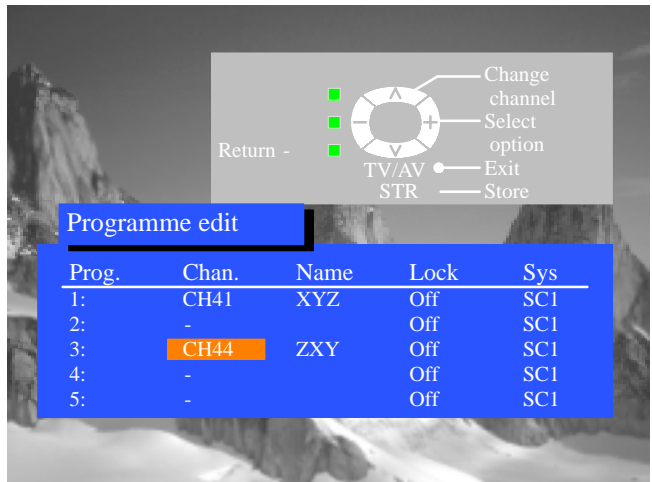 Change
channel
Select
Return -
option
TV/AV
Exit
STR
Store
Programme edit
Prog. Chan. Name Lock Sys
1: CH41 XYZ Off SC1
2: - Off SC1
3: CH44 ZXY Off SC1
4: - Off SC1
5: - Off SC1